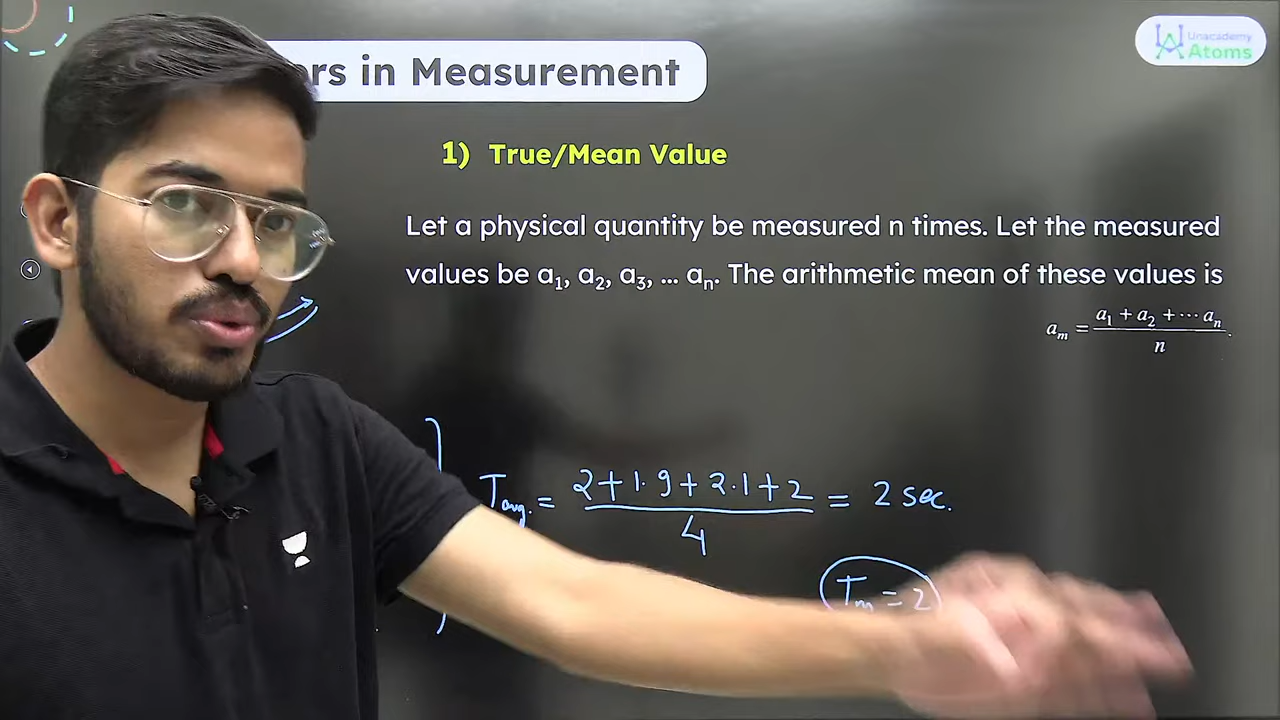 ors in Measurement
Unacademy
Atoms
1) True/Mean Value
Let a physical quantity be measured n times. Let the measured
values be a₁, a₂, a₃, ... aₙ. The arithmetic mean of these values is
aₘ = (a₁ + a₂ + ⋯ aₙ) / n.
T avg. = (2+1.9+2.1+2) / 4 = 2 sec.
Tₘ = 2